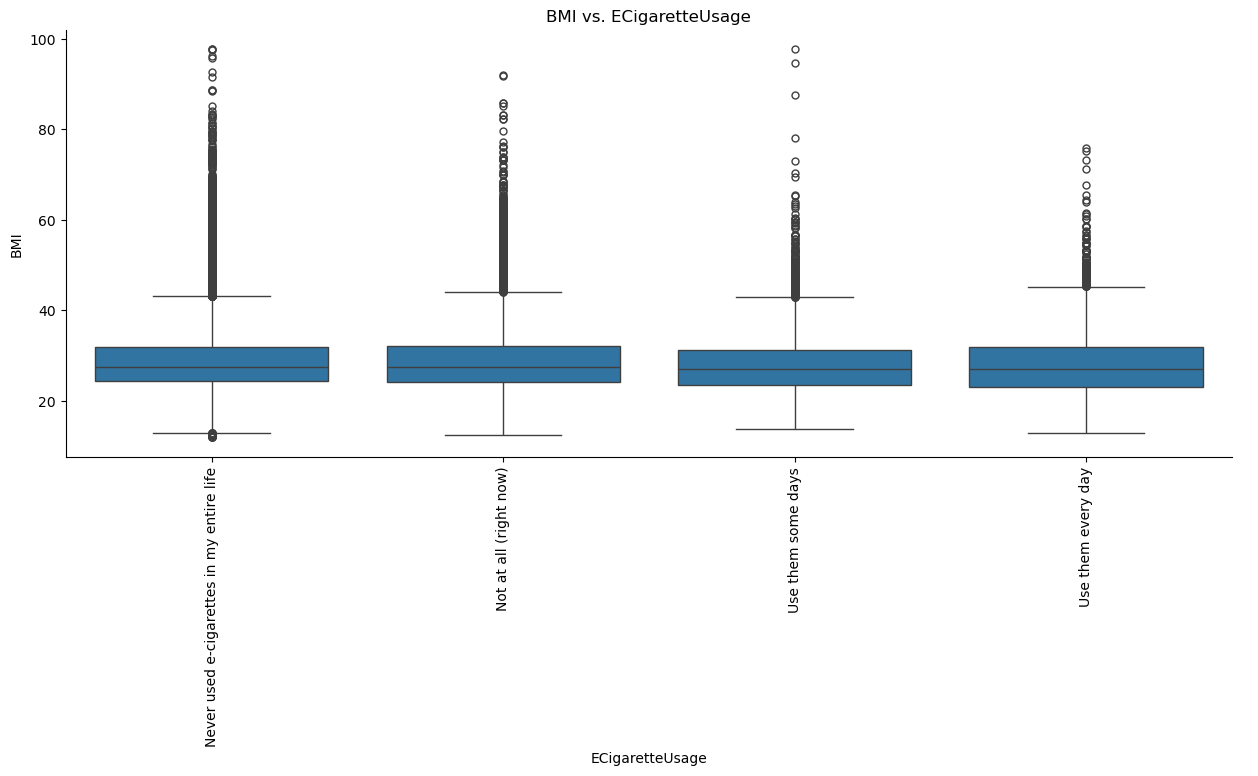 BMI vs. ECigaretteUsage
100
80
60
40
20
BMI
Never used e-cigarettes in my entire life
Not at all (right now)
Use them some days
Use them every day
ECigaretteUsage